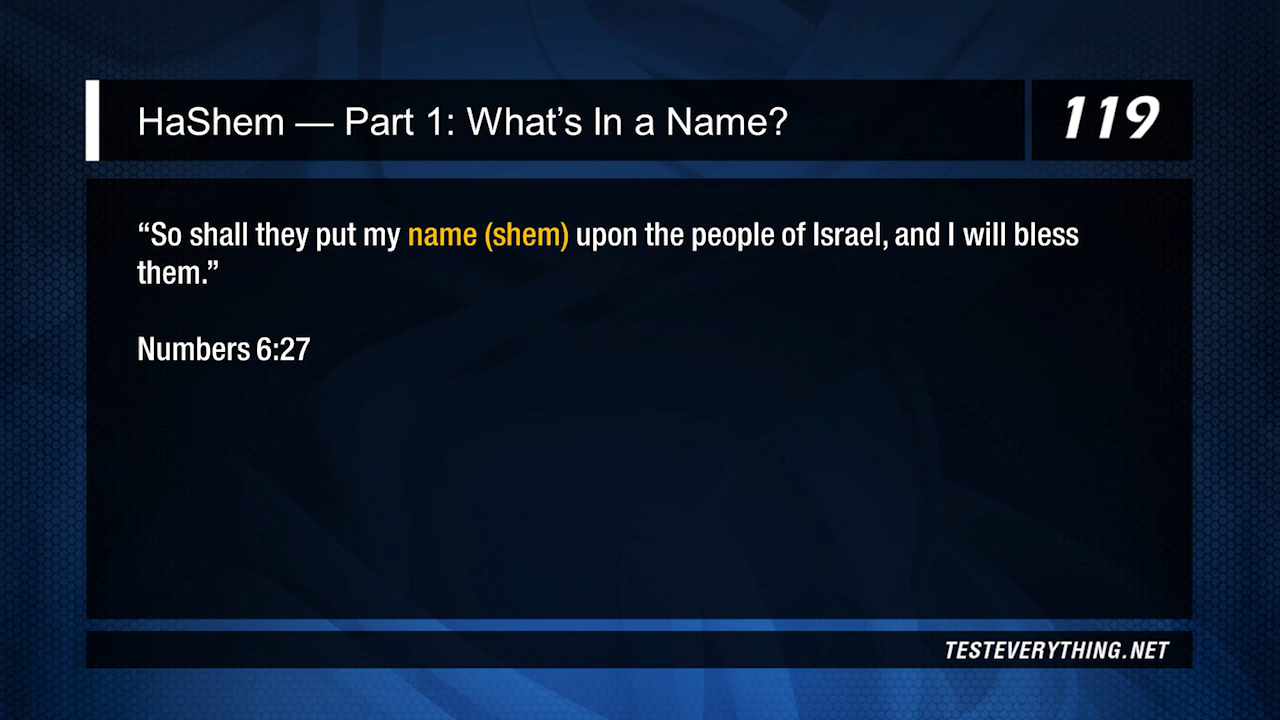 HaShem — Part 1: What’s In a Name?
119
“So shall they put my name (shem) upon the people of Israel, and I will bless
them.”
Numbers 6:27
TESTEVERYTHING.NET